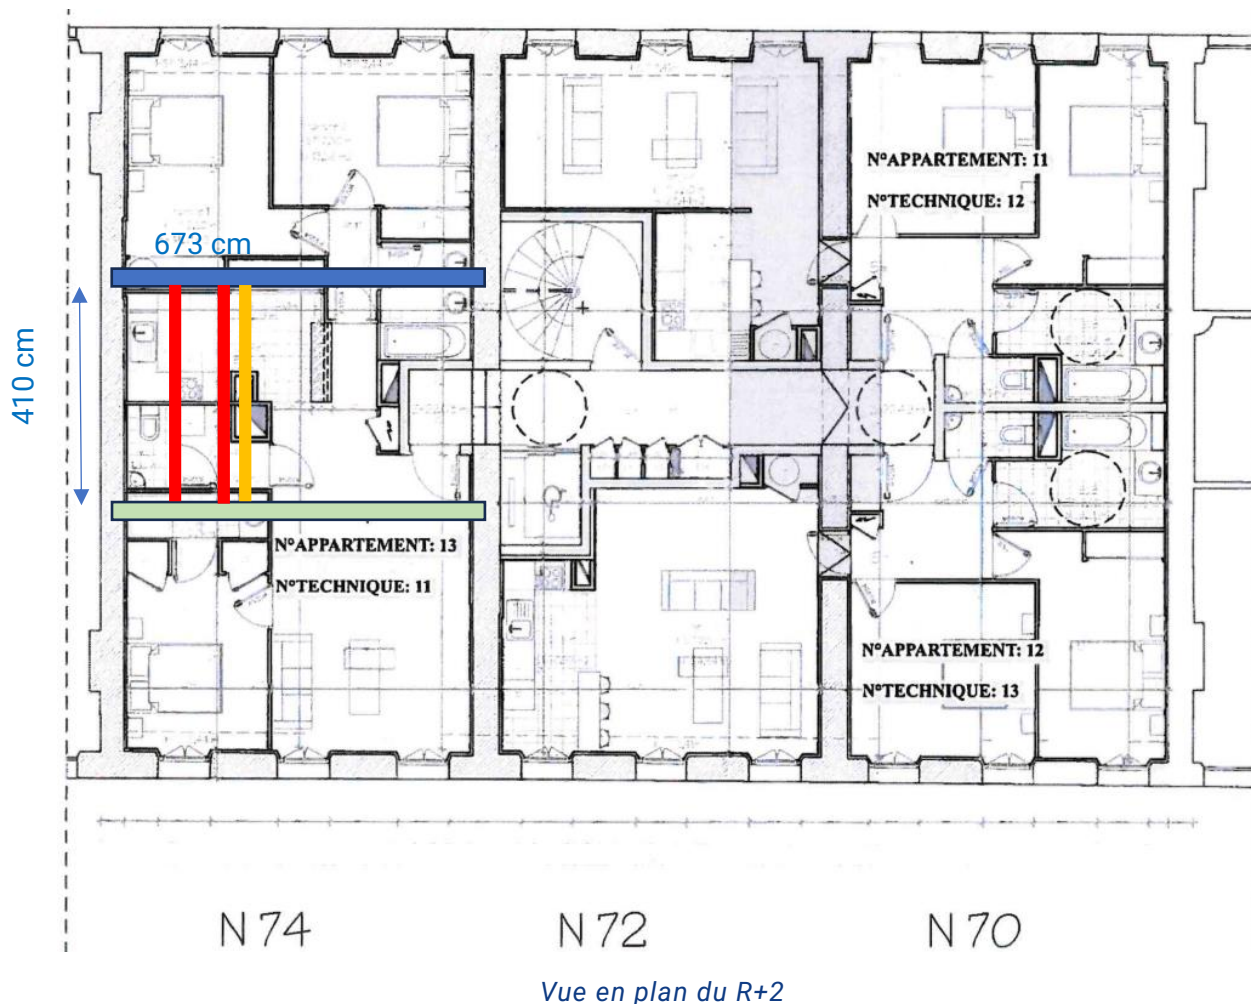 N°APPARTEMENT: 11
N°TECHNIQUE: 12
673 cm
410 cm
N°APPARTEMENT: 13
N°TECHNIQUE: 11
N°APPARTEMENT: 12
N°TECHNIQUE: 13
N 74
N 72
N 70
Vue en plan du R+2